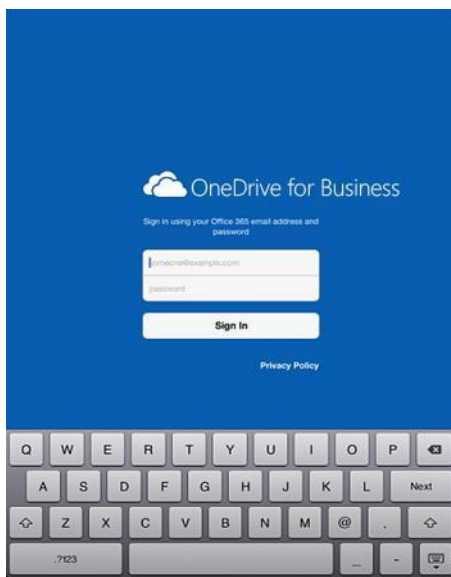 OneDrive for Business
Sign in using your Office 365 email address and
password
someone@example.com
password
Sign In
Privacy Policy
Q W E R T Y U I O P
A S D F G H J K L Next
Z X C V B N M @ .
.?123 _ -